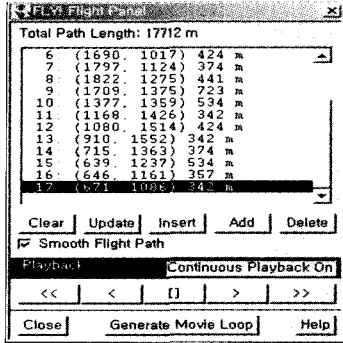 FLY! Flight Panel
Total Path Length: 17712 m
6: (1690, 1017) 424 m
7: (1797, 1124) 374 m
8: (1822, 1275) 441 m
9: (1709, 1375) 723 m
10: (1377, 1359) 534 m
11: (1168, 1426) 342 m
12: (1080, 1514) 424 m
13: (910, 1552) 342 m
14: (715, 1363) 374 m
15: (639, 1237) 534 m
16: (646, 1161) 357 m
17: (671, 1086) 342 m
Clear Update Insert Add Delete
Smooth Flight Path
Playback Continuous Playback On
<< < [] > >>
Close Generate Movie Loop Help